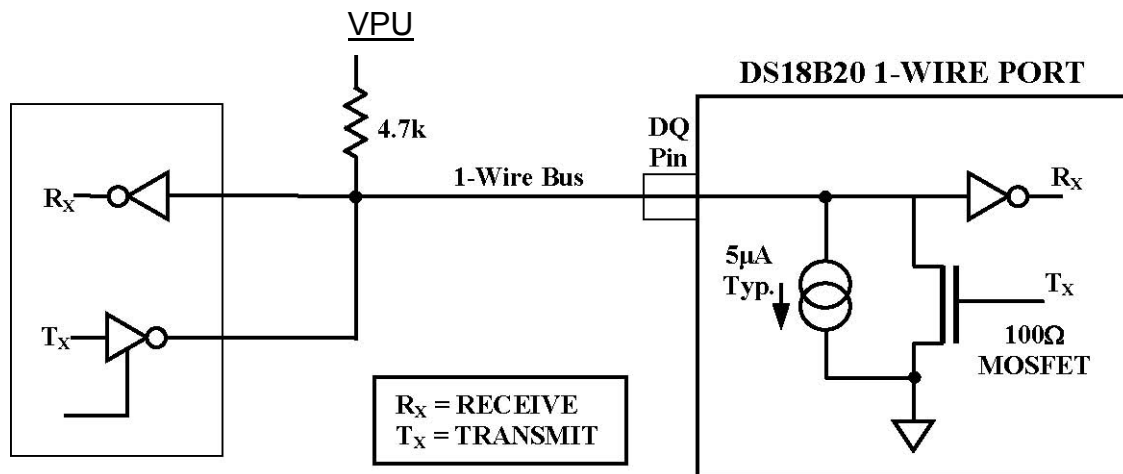 VPU
DS18B20 1-WIRE PORT
4.7k
DQ
Pin
1-Wire Bus
RX
RX
5µA
Typ.
TX
TX
100Ω
MOSFET
RX = RECEIVE
TX = TRANSMIT